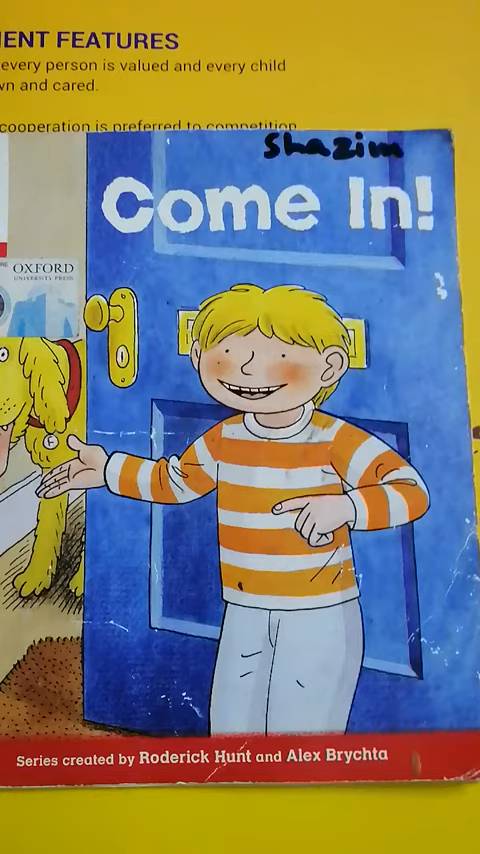 ENT FEATURES
every person is valued and every child
wn and cared.
cooperation is preferred to competition
Shazim
Come In!
OXFORD
UNIVERSITY PRESS
Series created by Roderick Hunt and Alex Brychta